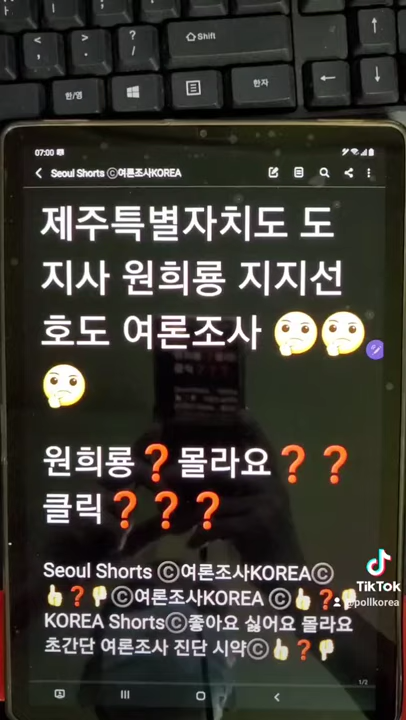 ⇧Shift
한/영
한자
07:00
Seoul Shorts ⓒ여론조사KOREA
제주특별자치도 도
지사 원희룡 지지선
호도 여론조사 🤔🤔
🤔
원희룡❓몰라요❓❓
클릭❓❓❓
Seoul Shorts ⓒ여론조사KOREAⓒ
👍❓👎ⓒ여론조사KOREA ⓒ👍❓👎
KOREA Shortsⓒ좋아요 싫어요 몰라요
초간단 여론조사 진단 시약ⓒ👍❓👎
1/2
TikTok
@pollkorea